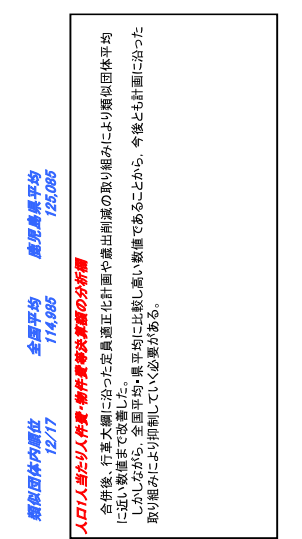 類似団体内順位 全国平均 鹿児島県平均
12/17 114,985 125,085
人口1人当たり人件費・物件費等決算額の分析欄
合併後、行革大綱に沿った定員適正化計画や歳出削減の取り組みにより類似団体平均
に近い数値まで改善した。
しかしながら、全国平均・県平均に比較し高い数値であることから、今後とも計画に沿った
取り組みにより抑制していく必要がある。